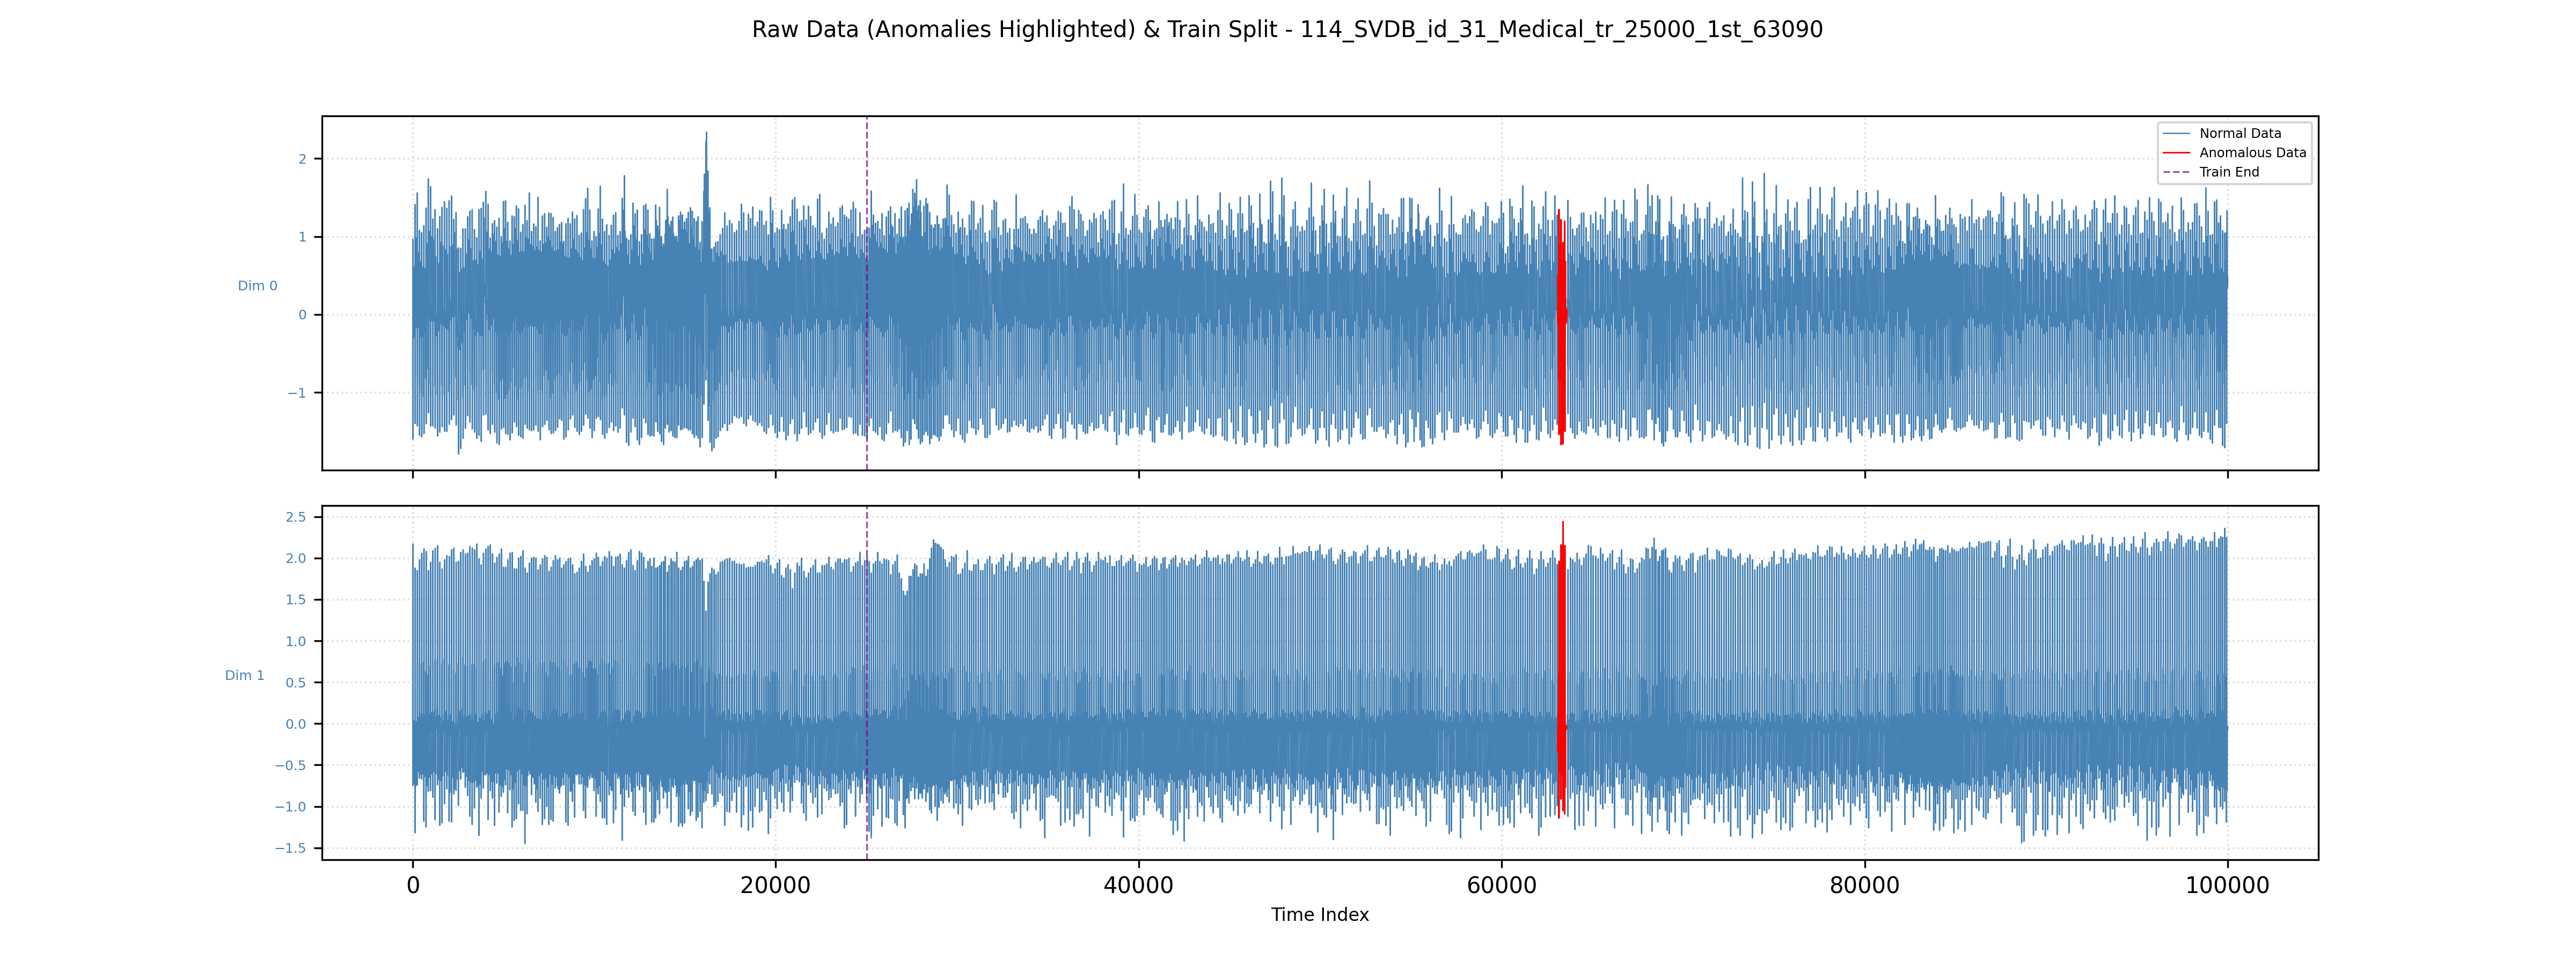 Raw Data (Anomalies Highlighted) & Train Split - 114_SVDB_id_31_Medical_tr_25000_1st_63090
Normal Data
Anomalous Data
Train End
2
1
0
−1
Dim 0
2.5
2.0
1.5
1.0
0.5
0.0
−0.5
−1.0
−1.5
Dim 1
0 20000 40000 60000 80000 100000
Time Index